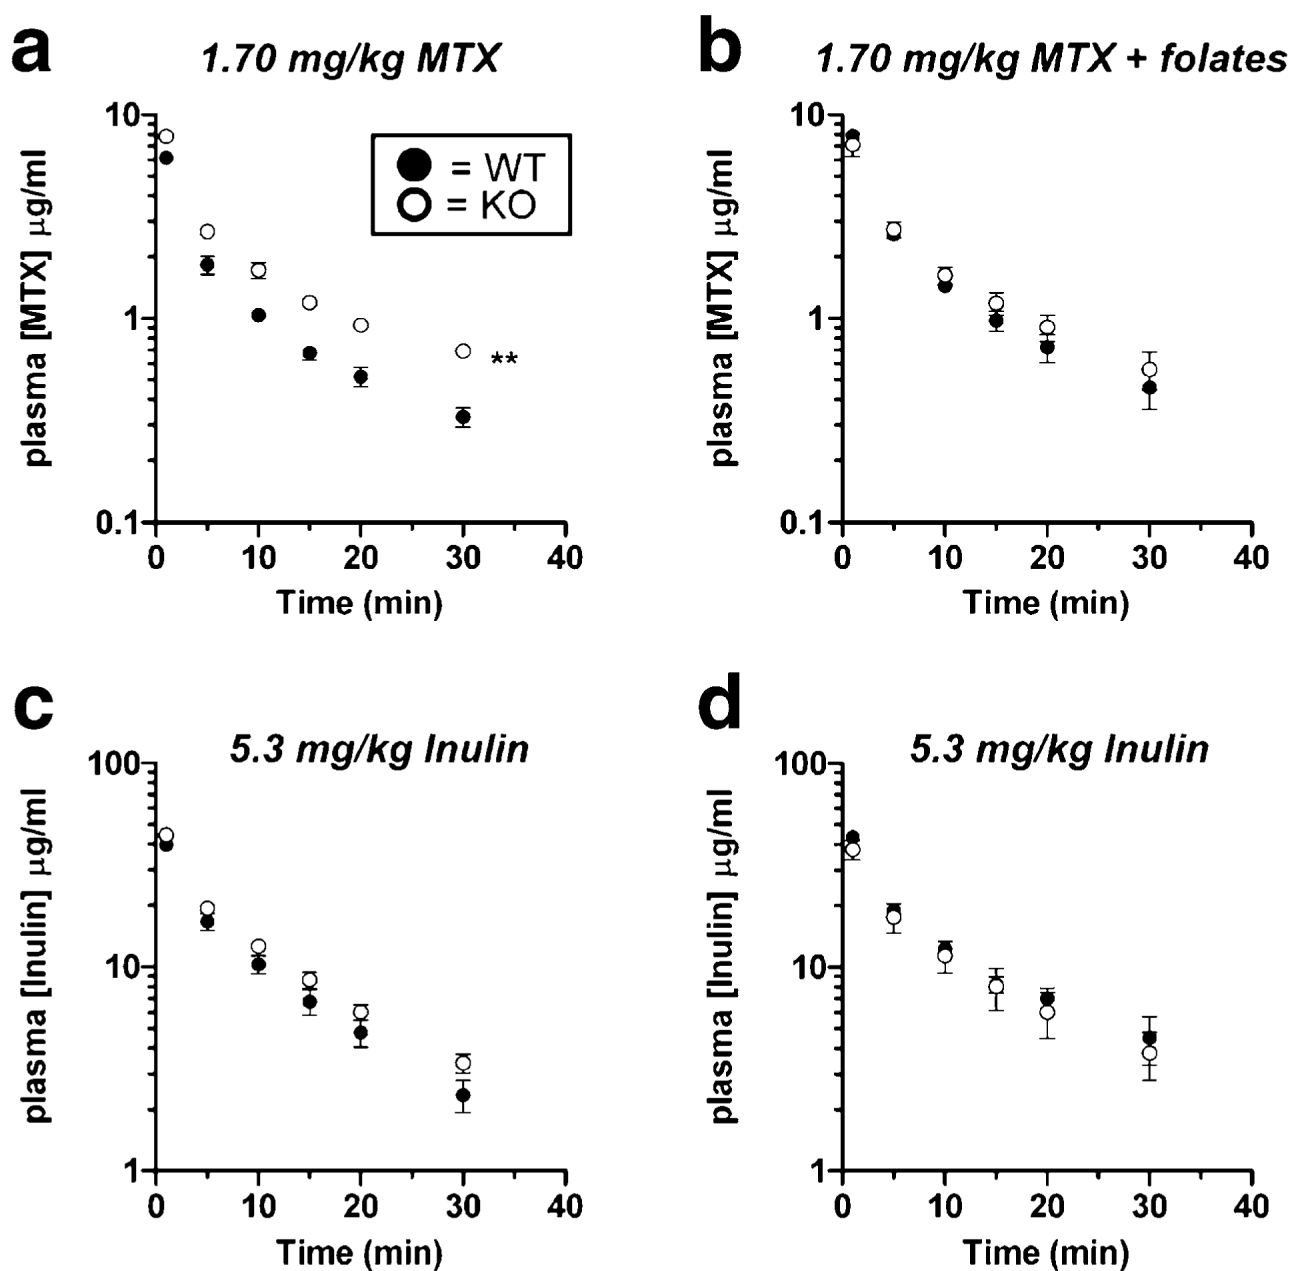 a
1.70 mg/kg MTX
plasma [MTX] μg/ml
10
1
0.1
= WT
= KO
**
0 10 20 30 40
Time (min)
b
1.70 mg/kg MTX + folates
plasma [MTX] μg/ml
10
1
0.1
0 10 20 30 40
Time (min)
c
5.3 mg/kg Inulin
plasma [Inulin] μg/ml
100
10
1
0 10 20 30 40
Time (min)
d
5.3 mg/kg Inulin
plasma [Inulin] μg/ml
100
10
1
0 10 20 30 40
Time (min)